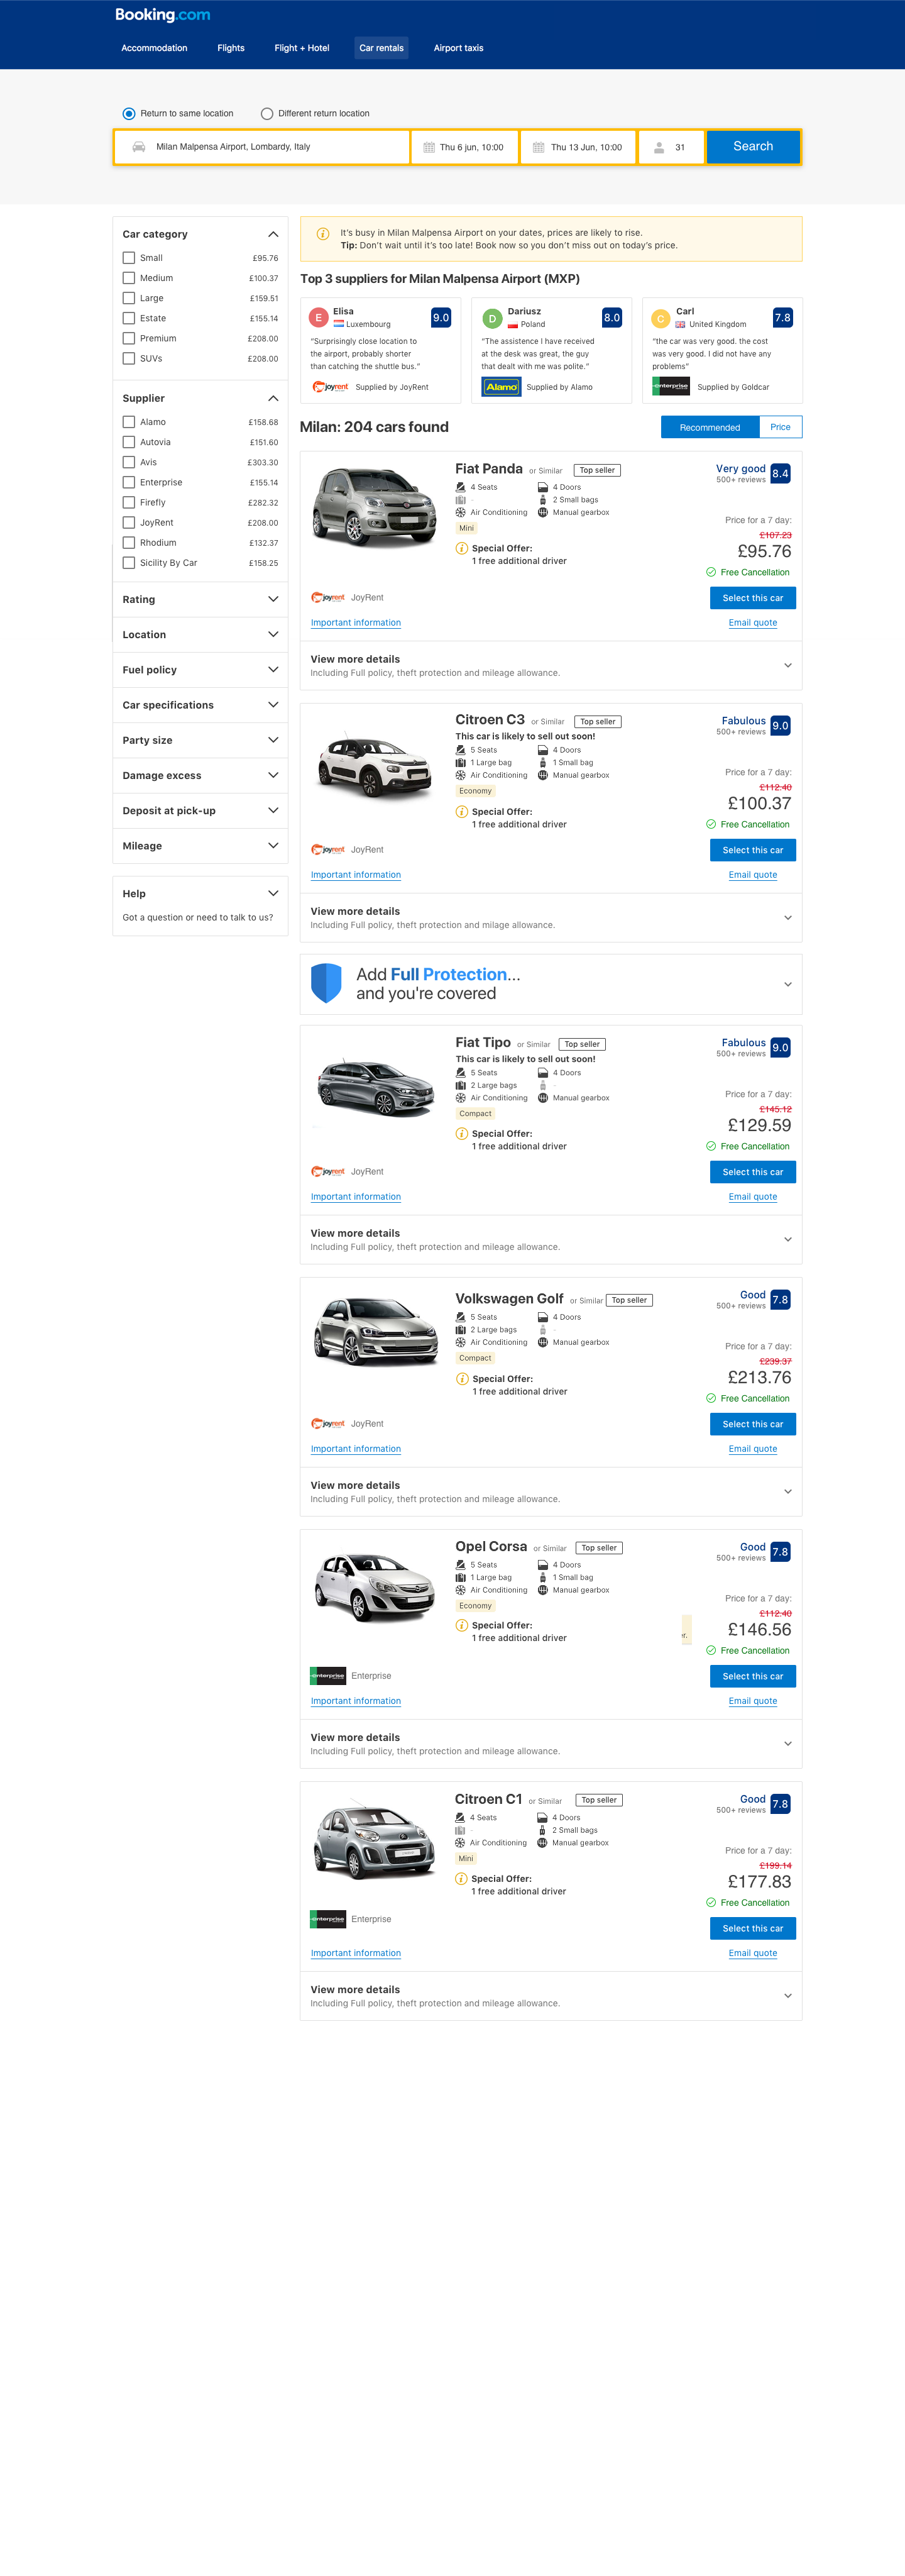 Booking.com
Accommodation Flights Flight + Hotel Car rentals Airport taxis
Return to same location Different return location
Milan Malpensa Airport, Lombardy, Italy Thu 6 jun, 10:00 Thu 13 Jun, 10:00 31 Search
Car category
Small £95.76
Medium £100.37
Large £159.51
Estate £155.14
Premium £208.00
SUVs £208.00
Supplier
Alamo £158.68
Autovia £151.60
Avis £303.30
Enterprise £155.14
Firefly £282.32
JoyRent £208.00
Rhodium £132.37
Sicility By Car £158.25
Rating
Location
Fuel policy
Car specifications
Party size
Damage excess
Deposit at pick-up
Mileage
Help
Got a question or need to talk to us?
It's busy in Milan Malpensa Airport on your dates, prices are likely to rise.
Tip: Don't wait until it's too late! Book now so you don't miss out on today's price.
Top 3 suppliers for Milan Malpensa Airport (MXP)
E Elisa 9.0
Luxembourg
"Surprisingly close location to
the airport, probably shorter
than catching the shuttle bus."
joyrent Supplied by JoyRent
D Dariusz 8.0
Poland
"The assistence I have received
at the desk was great, the guy
that dealt with me was polite."
Alamo Supplied by Alamo
C Carl 7.8
United Kingdom
"the car was very good. the cost
was very good. I did not have any
problems"
enterprise Supplied by Goldcar
Milan: 204 cars found Recommended Price
Fiat Panda or Similar Top seller Very good 8.4
500+ reviews
4 Seats 4 Doors
- 2 Small bags
Air Conditioning Manual gearbox
Mini
Special Offer:
1 free additional driver
Price for a 7 day:
£107.23
£95.76
Free Cancellation
joyrent JoyRent Select this car
Important information Email quote
View more details
Including Full policy, theft protection and mileage allowance.
Citroen C3 or Similar Top seller Fabulous 9.0
500+ reviews
This car is likely to sell out soon!
5 Seats 4 Doors
1 Large bag 1 Small bag
Air Conditioning Manual gearbox
Economy
Special Offer:
1 free additional driver
Price for a 7 day:
£112.40
£100.37
Free Cancellation
joyrent JoyRent Select this car
Important information Email quote
View more details
Including Full policy, theft protection and milage allowance.
Add Full Protection...
and you're covered
Fiat Tipo or Similar Top seller Fabulous 9.0
500+ reviews
This car is likely to sell out soon!
5 Seats 4 Doors
2 Large bags -
Air Conditioning Manual gearbox
Compact
Special Offer:
1 free additional driver
Price for a 7 day:
£145.12
£129.59
Free Cancellation
joyrent JoyRent Select this car
Important information Email quote
View more details
Including Full policy, theft protection and mileage allowance.
Volkswagen Golf or Similar Top seller Good 7.8
500+ reviews
5 Seats 4 Doors
2 Large bags -
Air Conditioning Manual gearbox
Compact
Special Offer:
1 free additional driver
Price for a 7 day:
£239.37
£213.76
Free Cancellation
joyrent JoyRent Select this car
Important information Email quote
View more details
Including Full policy, theft protection and mileage allowance.
Opel Corsa or Similar Top seller Good 7.8
500+ reviews
5 Seats 4 Doors
1 Large bag 1 Small bag
Air Conditioning Manual gearbox
Economy
Special Offer:
1 free additional driver
Price for a 7 day:
£112.40
£146.56
Free Cancellation
enterprise Enterprise Select this car
Important information Email quote
View more details
Including Full policy, theft protection and mileage allowance.
Citroen C1 or Similar Top seller Good 7.8
500+ reviews
4 Seats 4 Doors
- 2 Small bags
Air Conditioning Manual gearbox
Mini
Special Offer:
1 free additional driver
Price for a 7 day:
£199.14
£177.83
Free Cancellation
enterprise Enterprise Select this car
Important information Email quote
View more details
Including Full policy, theft protection and mileage allowance.